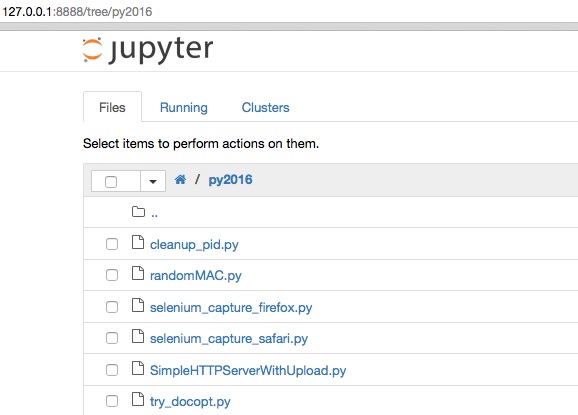 127.0.0.1:8888/tree/py2016
jupyter
Files Running Clusters
Select items to perform actions on them.
/ py2016
..
cleanup_pid.py
randomMAC.py
selenium_capture_firefox.py
selenium_capture_safari.py
SimpleHTTPServerWithUpload.py
try_docopt.py